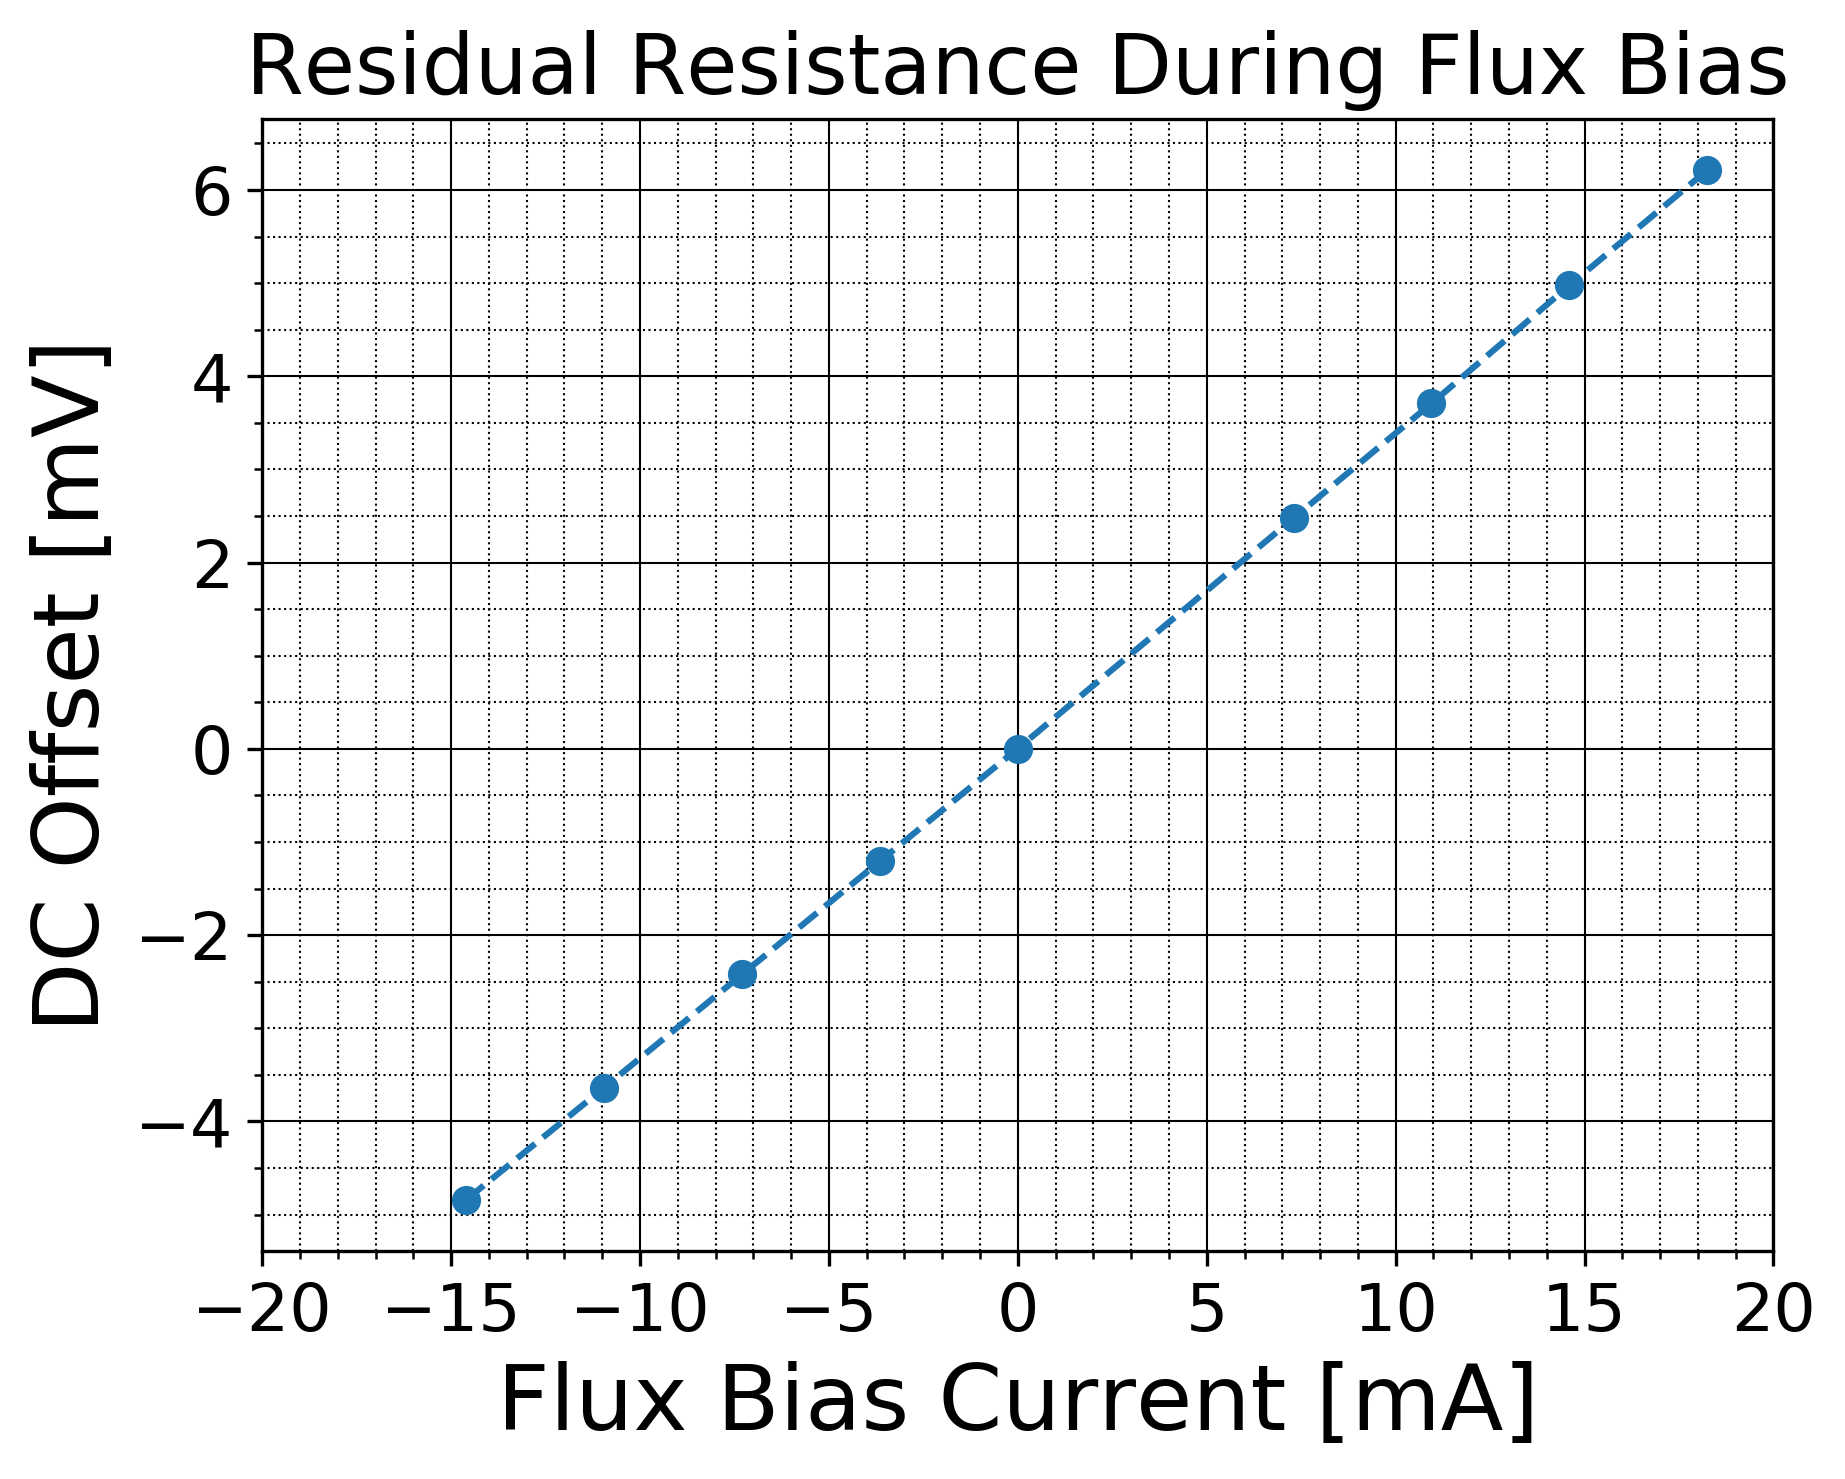 Residual Resistance During Flux Bias
DC Offset [mV]
6
4
2
0
−2
−4
−20 −15 −10 −5 0 5 10 15 20
Flux Bias Current [mA]